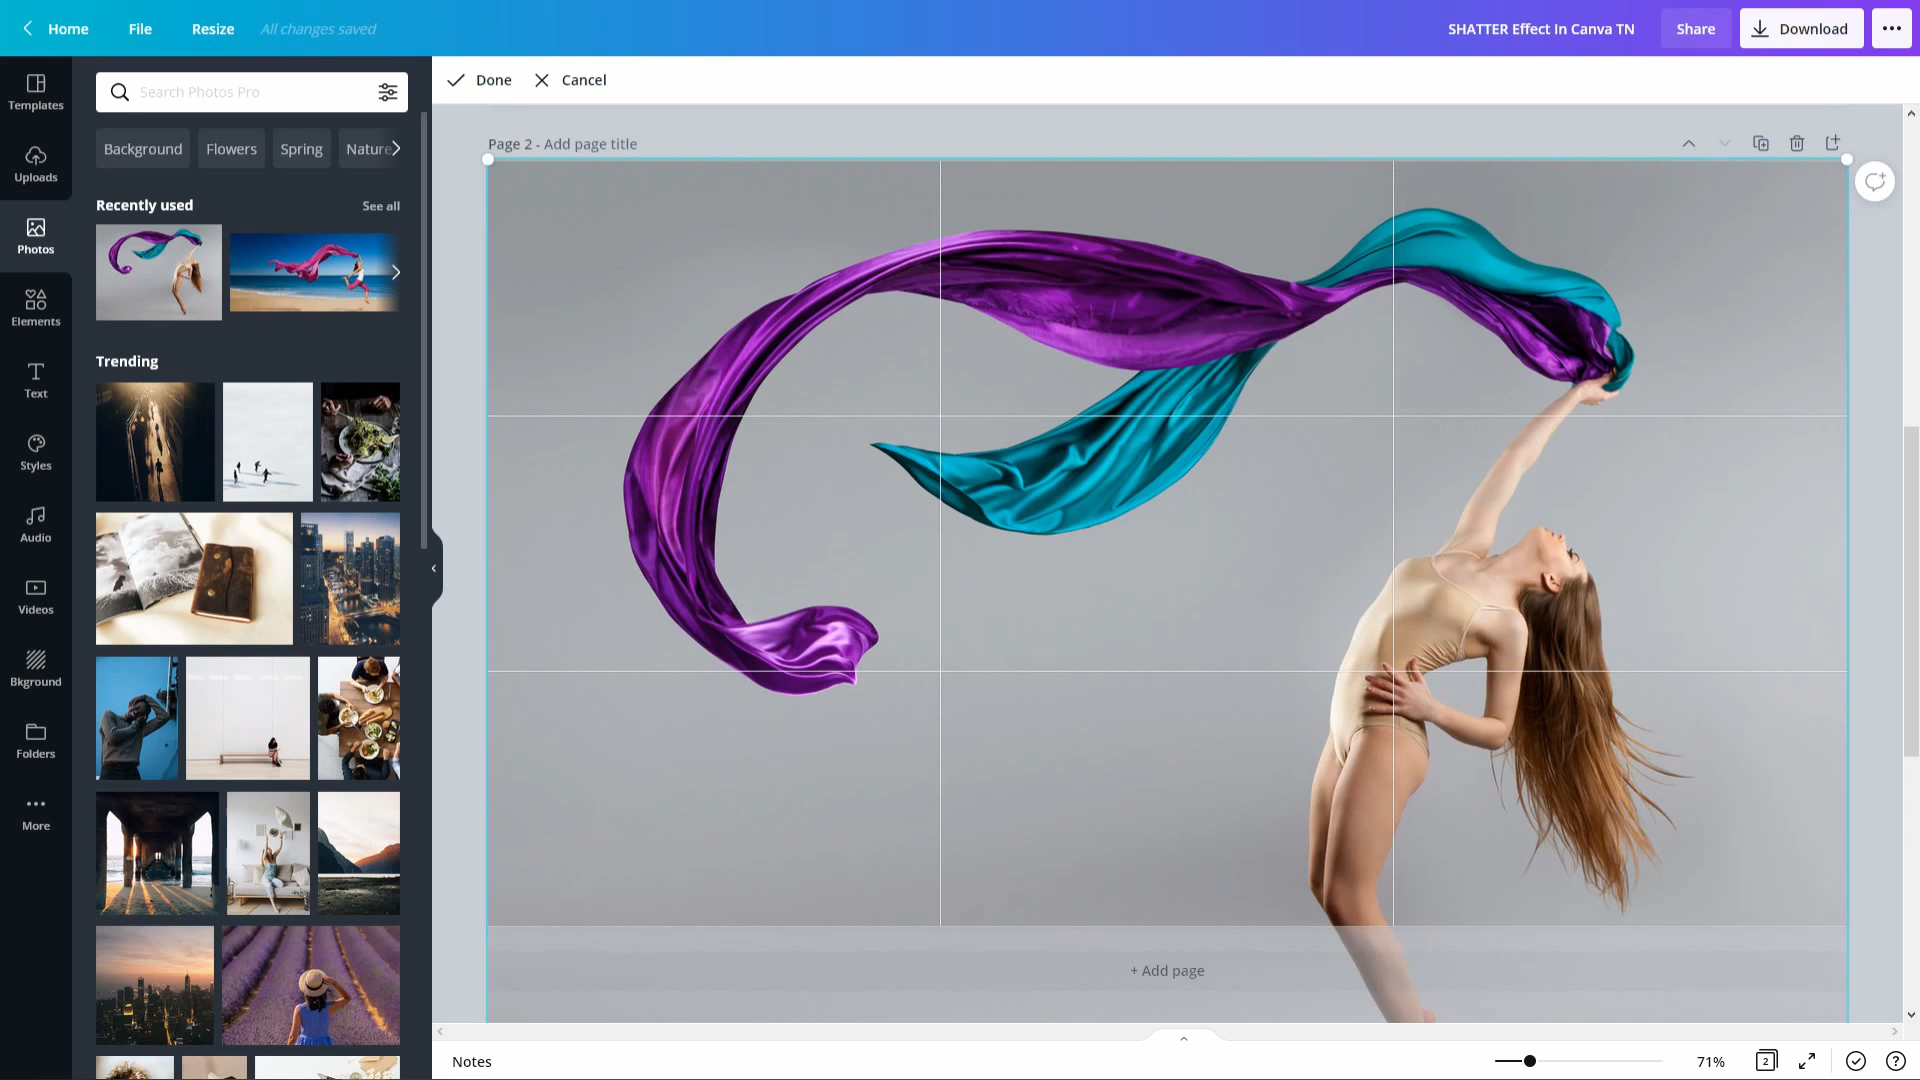 Home
File
Resize
All changes saved
SHATTER Effect In Canva TN
Share
Download
Templates
Uploads
Photos
Elements
Text
Styles
Audio
Videos
Bkground
Folders
More
Search Photos Pro
Background
Flowers
Spring
Nature
Recently used
See all
Trending
Done
Cancel
Page 2 - Add page title
+ Add page
Notes
71%
2